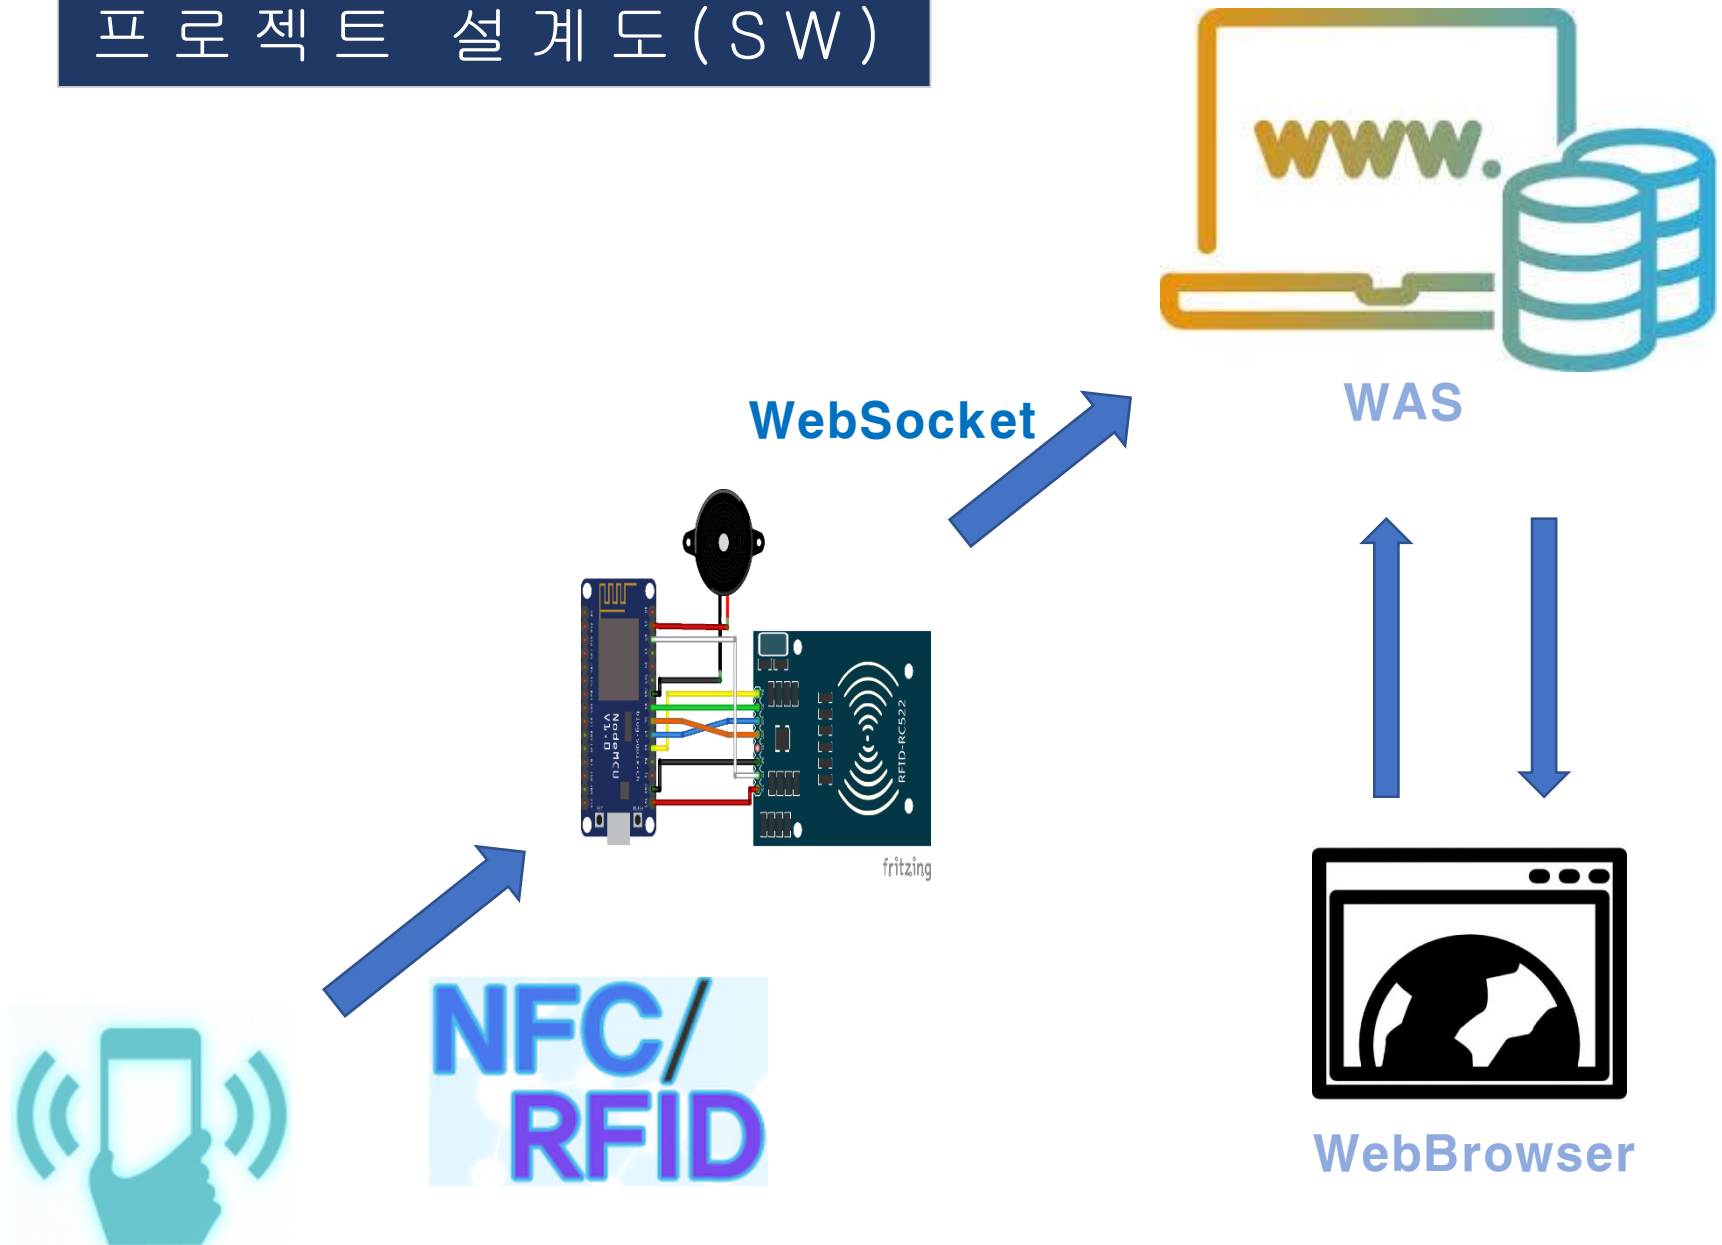 프로젝트 설계도(SW)
www.
WAS
WebSocket
NodeMCU
V1.0
RFID-RC522
fritzing
NFC/
RFID
WebBrowser